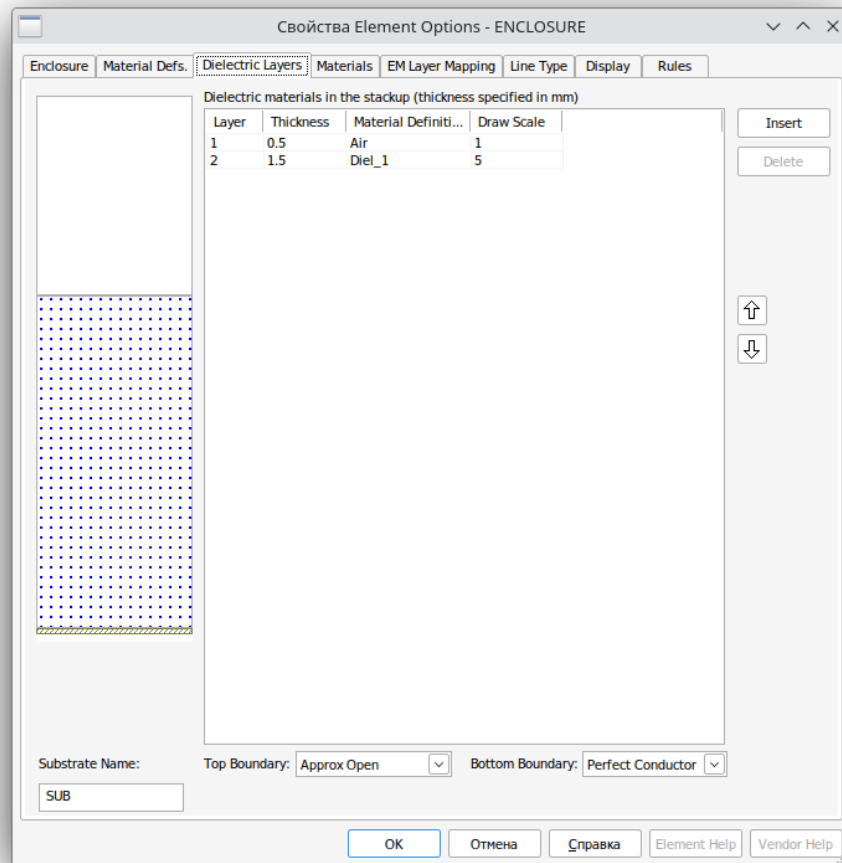 Свойства Element Options - ENCLOSURE
Enclosure Material Defs. Dielectric Layers Materials EM Layer Mapping Line Type Display Rules
Dielectric materials in the stackup (thickness specified in mm)
Layer Thickness Material Definiti... Draw Scale
1 0.5 Air 1
2 1.5 Diel_1 5
Insert
Delete
Substrate Name: Top Boundary: Approx Open Bottom Boundary: Perfect Conductor
SUB
OK Отмена Справка Element Help Vendor Help